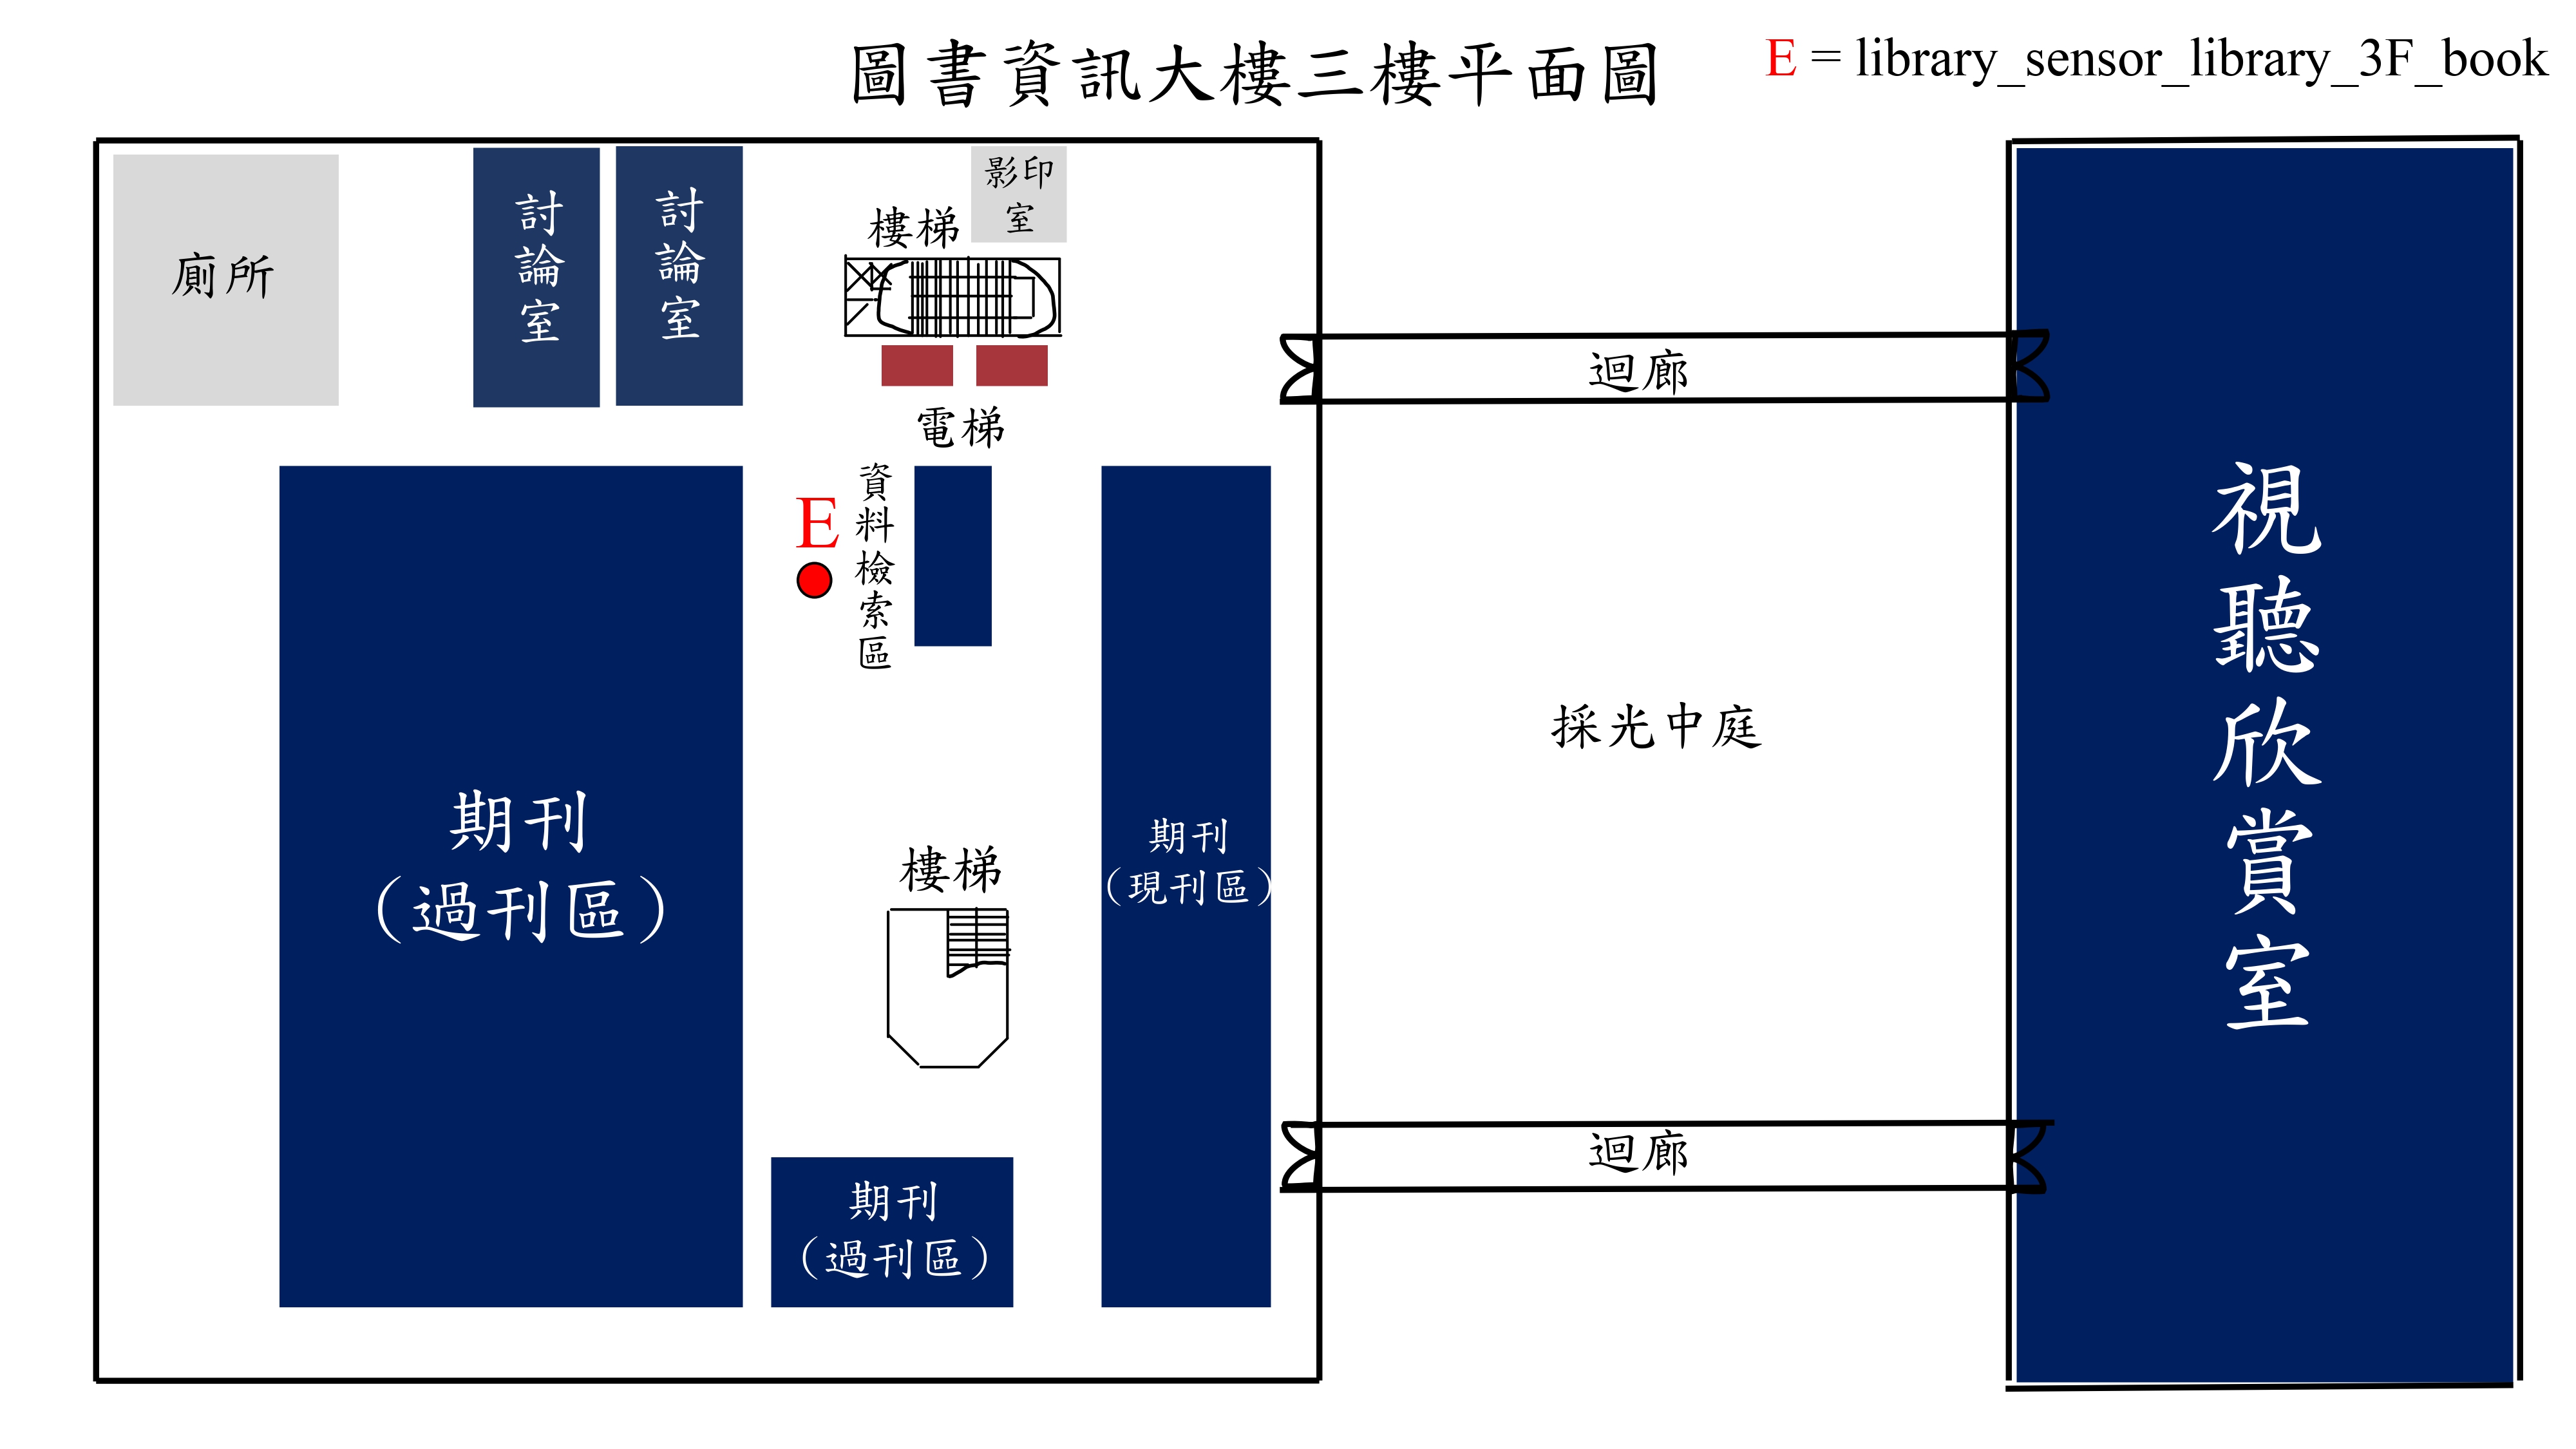 圖書資訊大樓三樓平面圖
E = library_sensor_library_3F_book
廁所
討論室
討論室
樓梯
影印
室
電梯
迴廊
E
資料檢索區
期刊
（過刊區）
樓梯
期刊
（現刊區）
採光中庭
視聽欣賞室
期刊
（過刊區）
迴廊